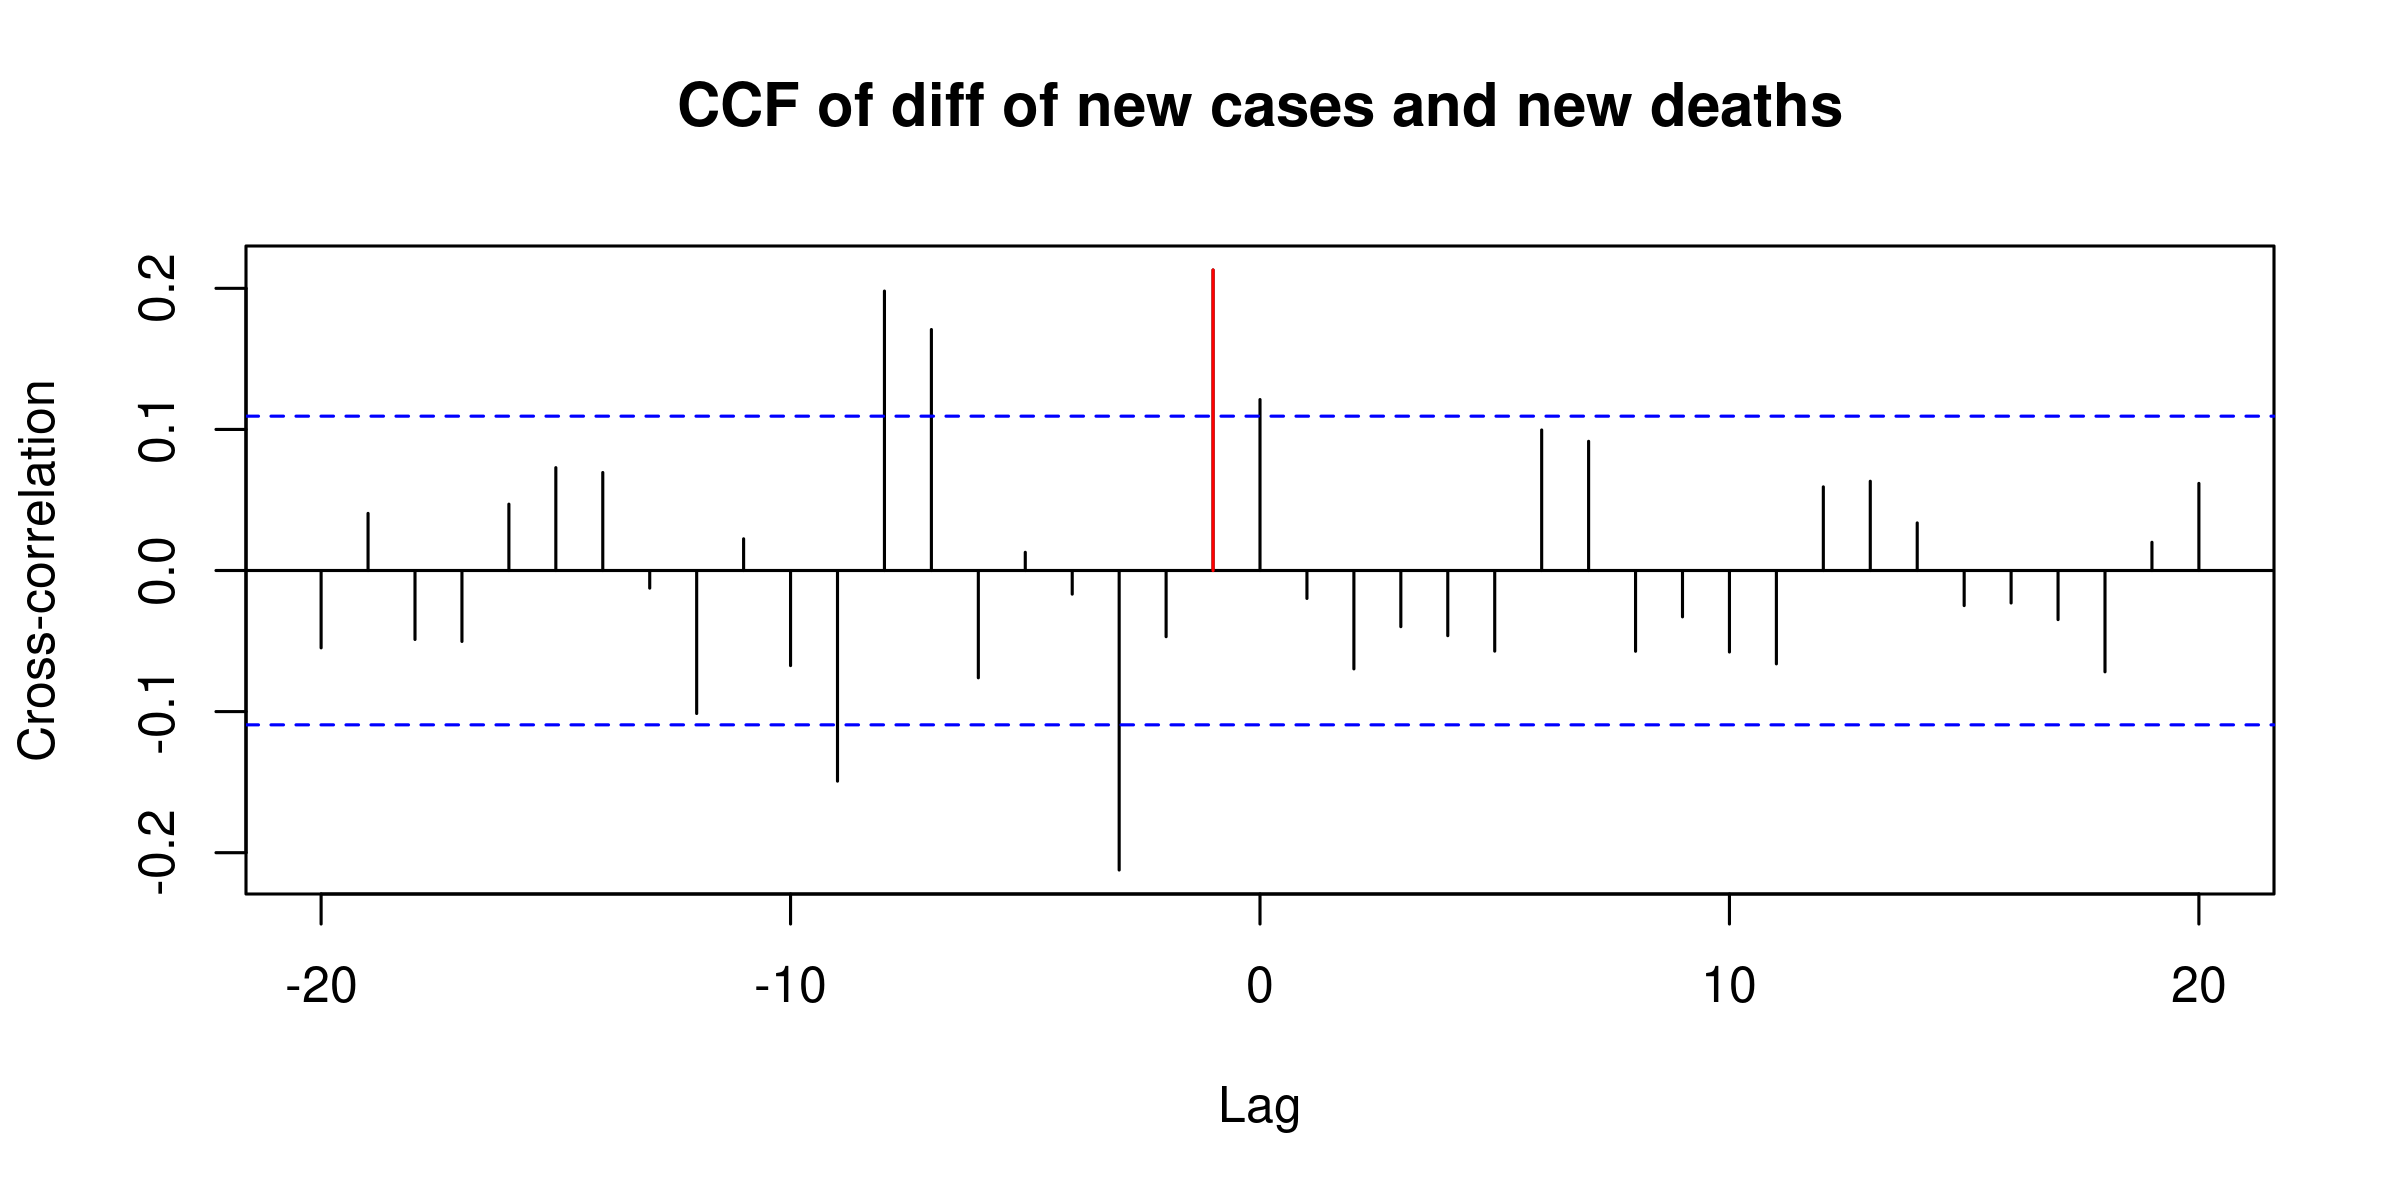 CCF of diff of new cases and new deaths
Cross-correlation
0.2
0.1
0.0
-0.1
-0.2
-20 -10 0 10 20
Lag